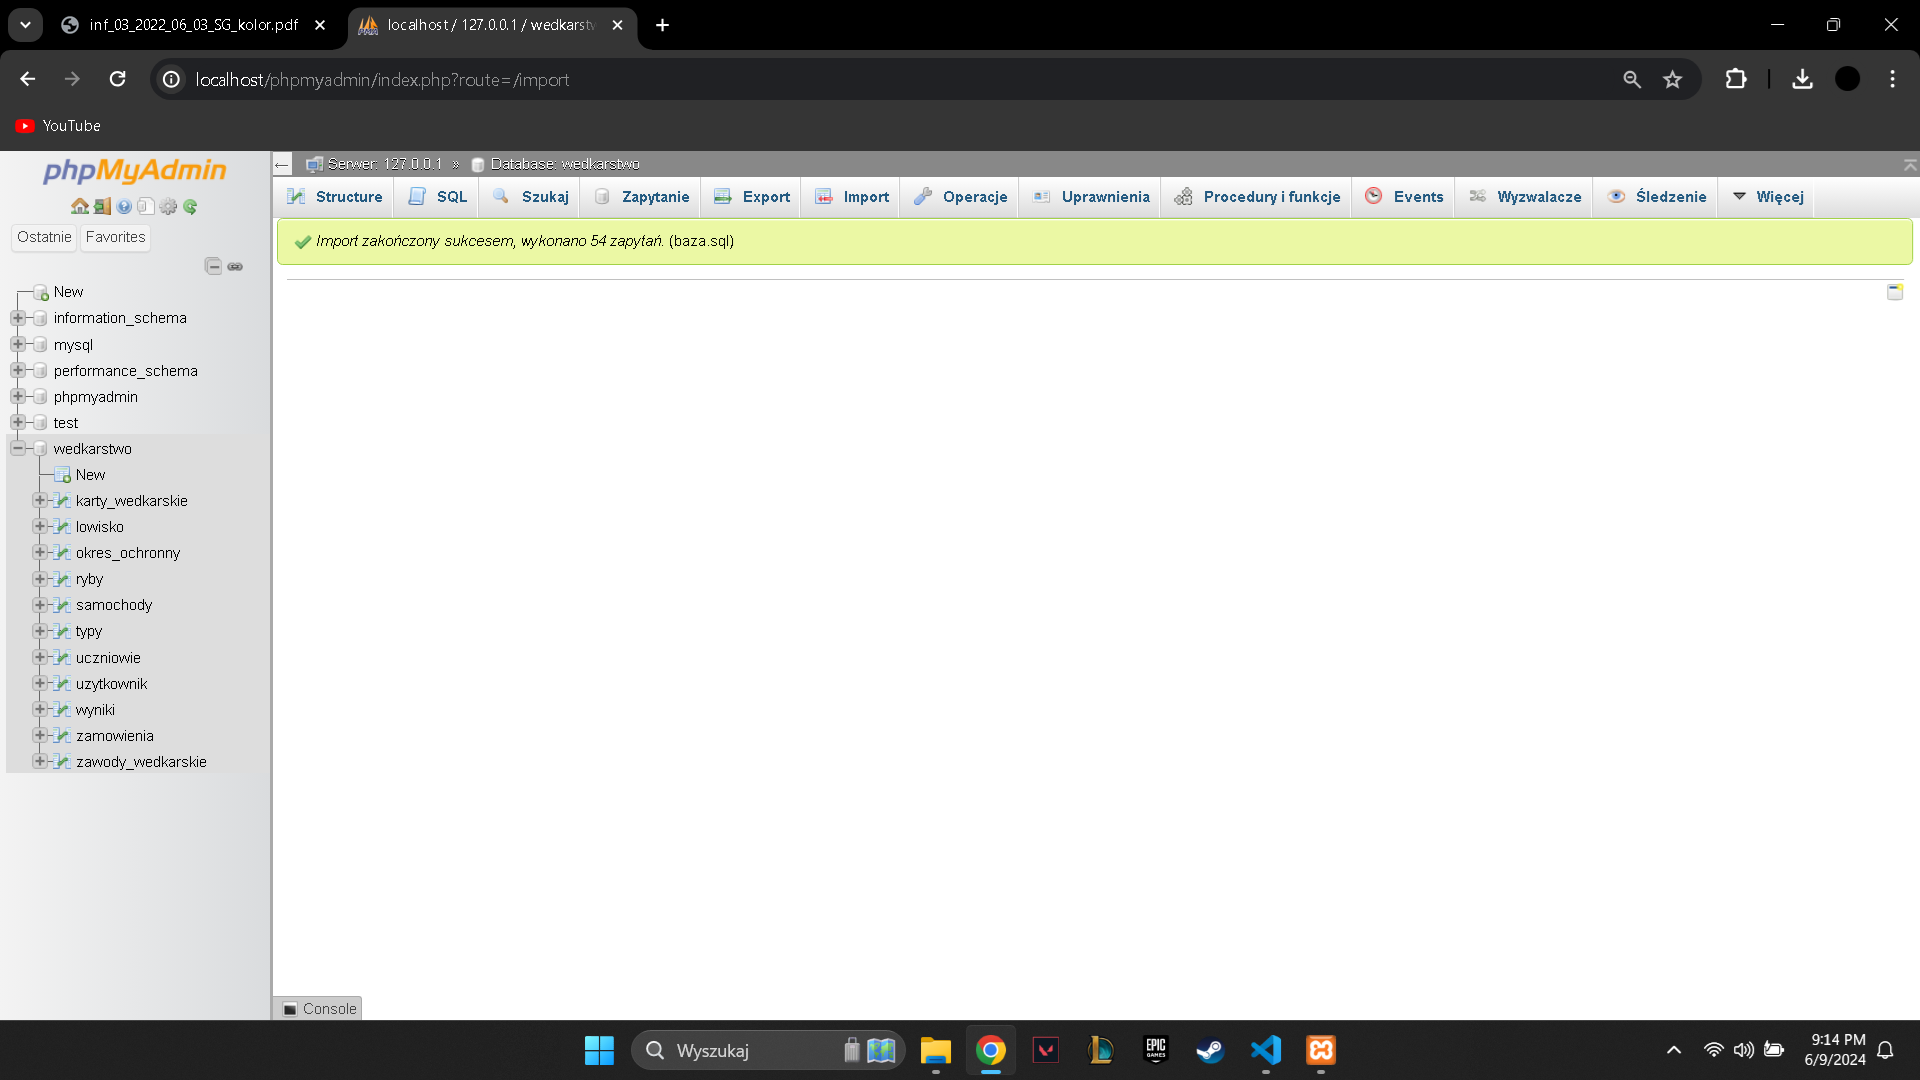 inf_03_2022_06_03_SG_kolor.pdf
localhost / 127.0.0.1 / wedkarstw
localhost/phpmyadmin/index.php?route=/import
YouTube
phpMyAdmin
Ostatnie Favorites
New
information_schema
mysql
performance_schema
phpmyadmin
test
wedkarstwo
New
karty_wedkarskie
lowisko
okres_ochronny
ryby
samochody
typy
uczniowie
uzytkownik
wyniki
zamowienia
zawody_wedkarskie
Serwer: 127.0.0.1 » Database: wedkarstwo
Structure SQL Szukaj Zapytanie Export Import Operacje Uprawnienia Procedury i funkcje Events Wyzwalacze Śledzenie Więcej
Import zakończony sukcesem, wykonano 54 zapytań. (baza.sql)
Console
Wyszukaj
EPIC
GAMES
9:14 PM
6/9/2024